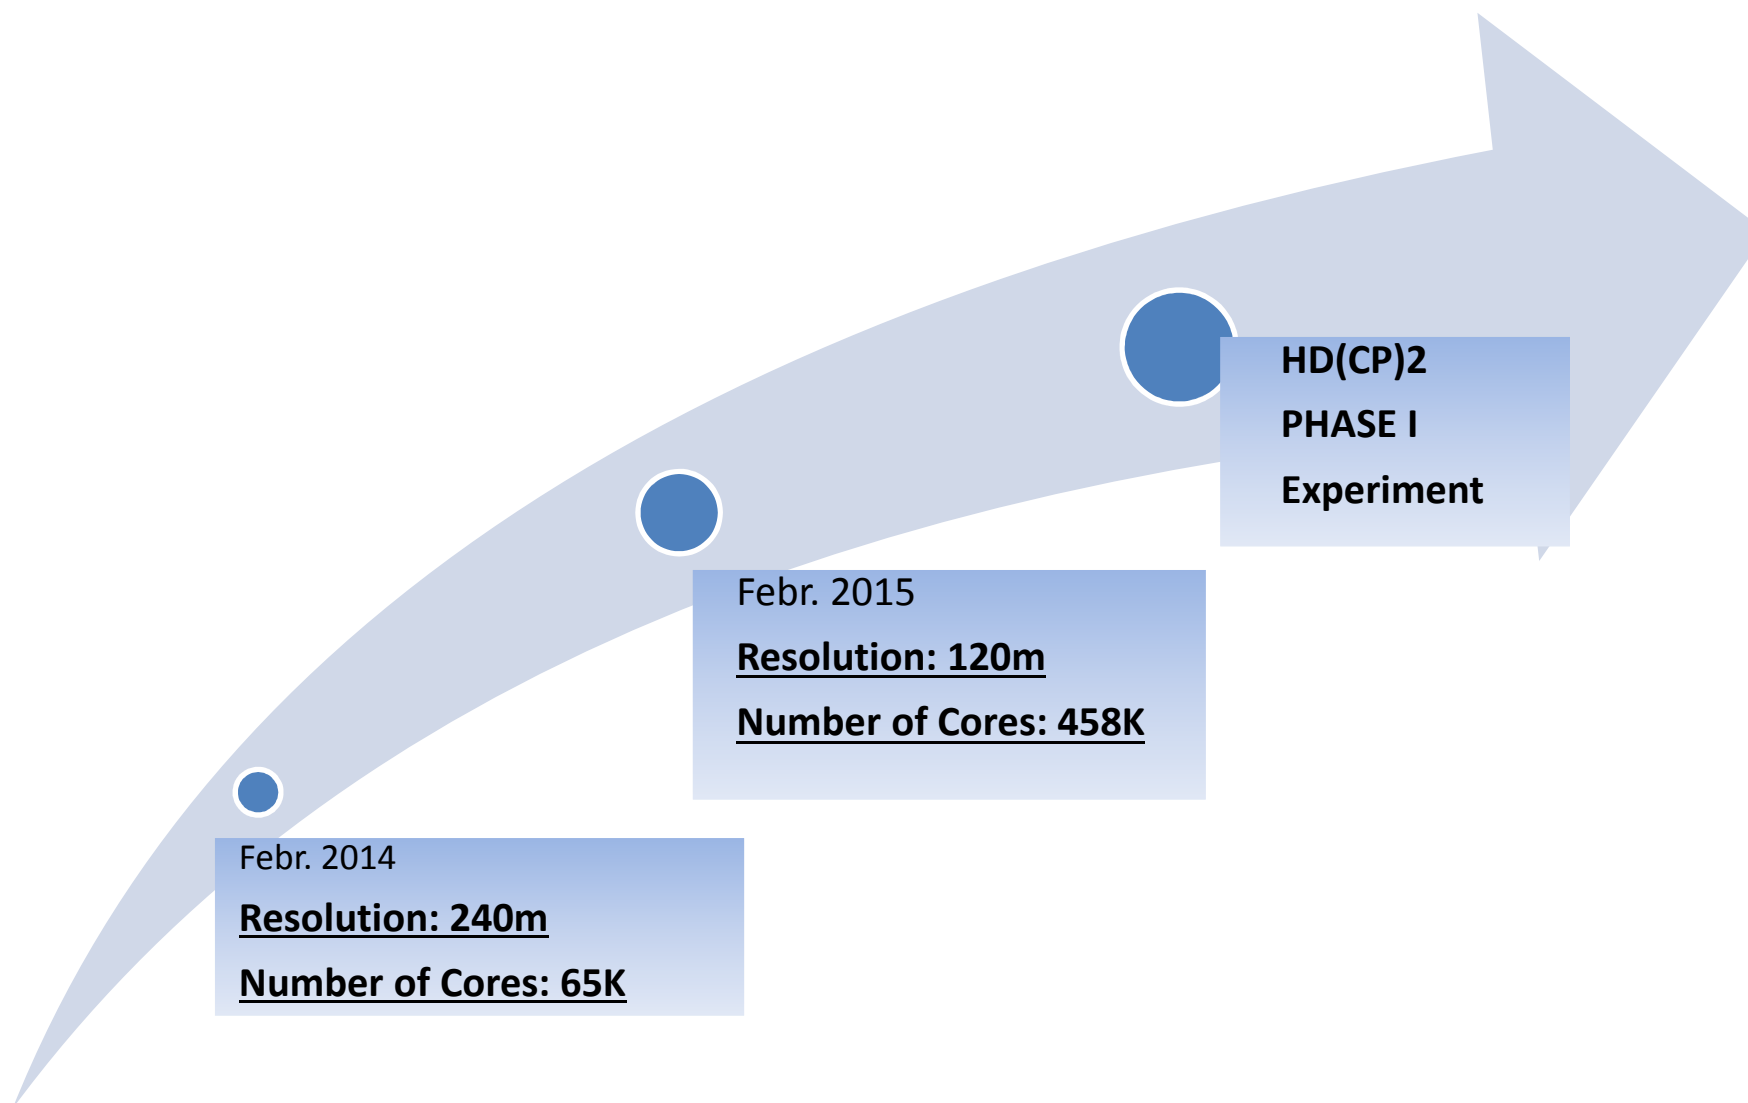 HD(CP)2
PHASE I
Experiment
Febr. 2015
Resolution: 120m
Number of Cores: 458K
Febr. 2014
Resolution: 240m
Number of Cores: 65K